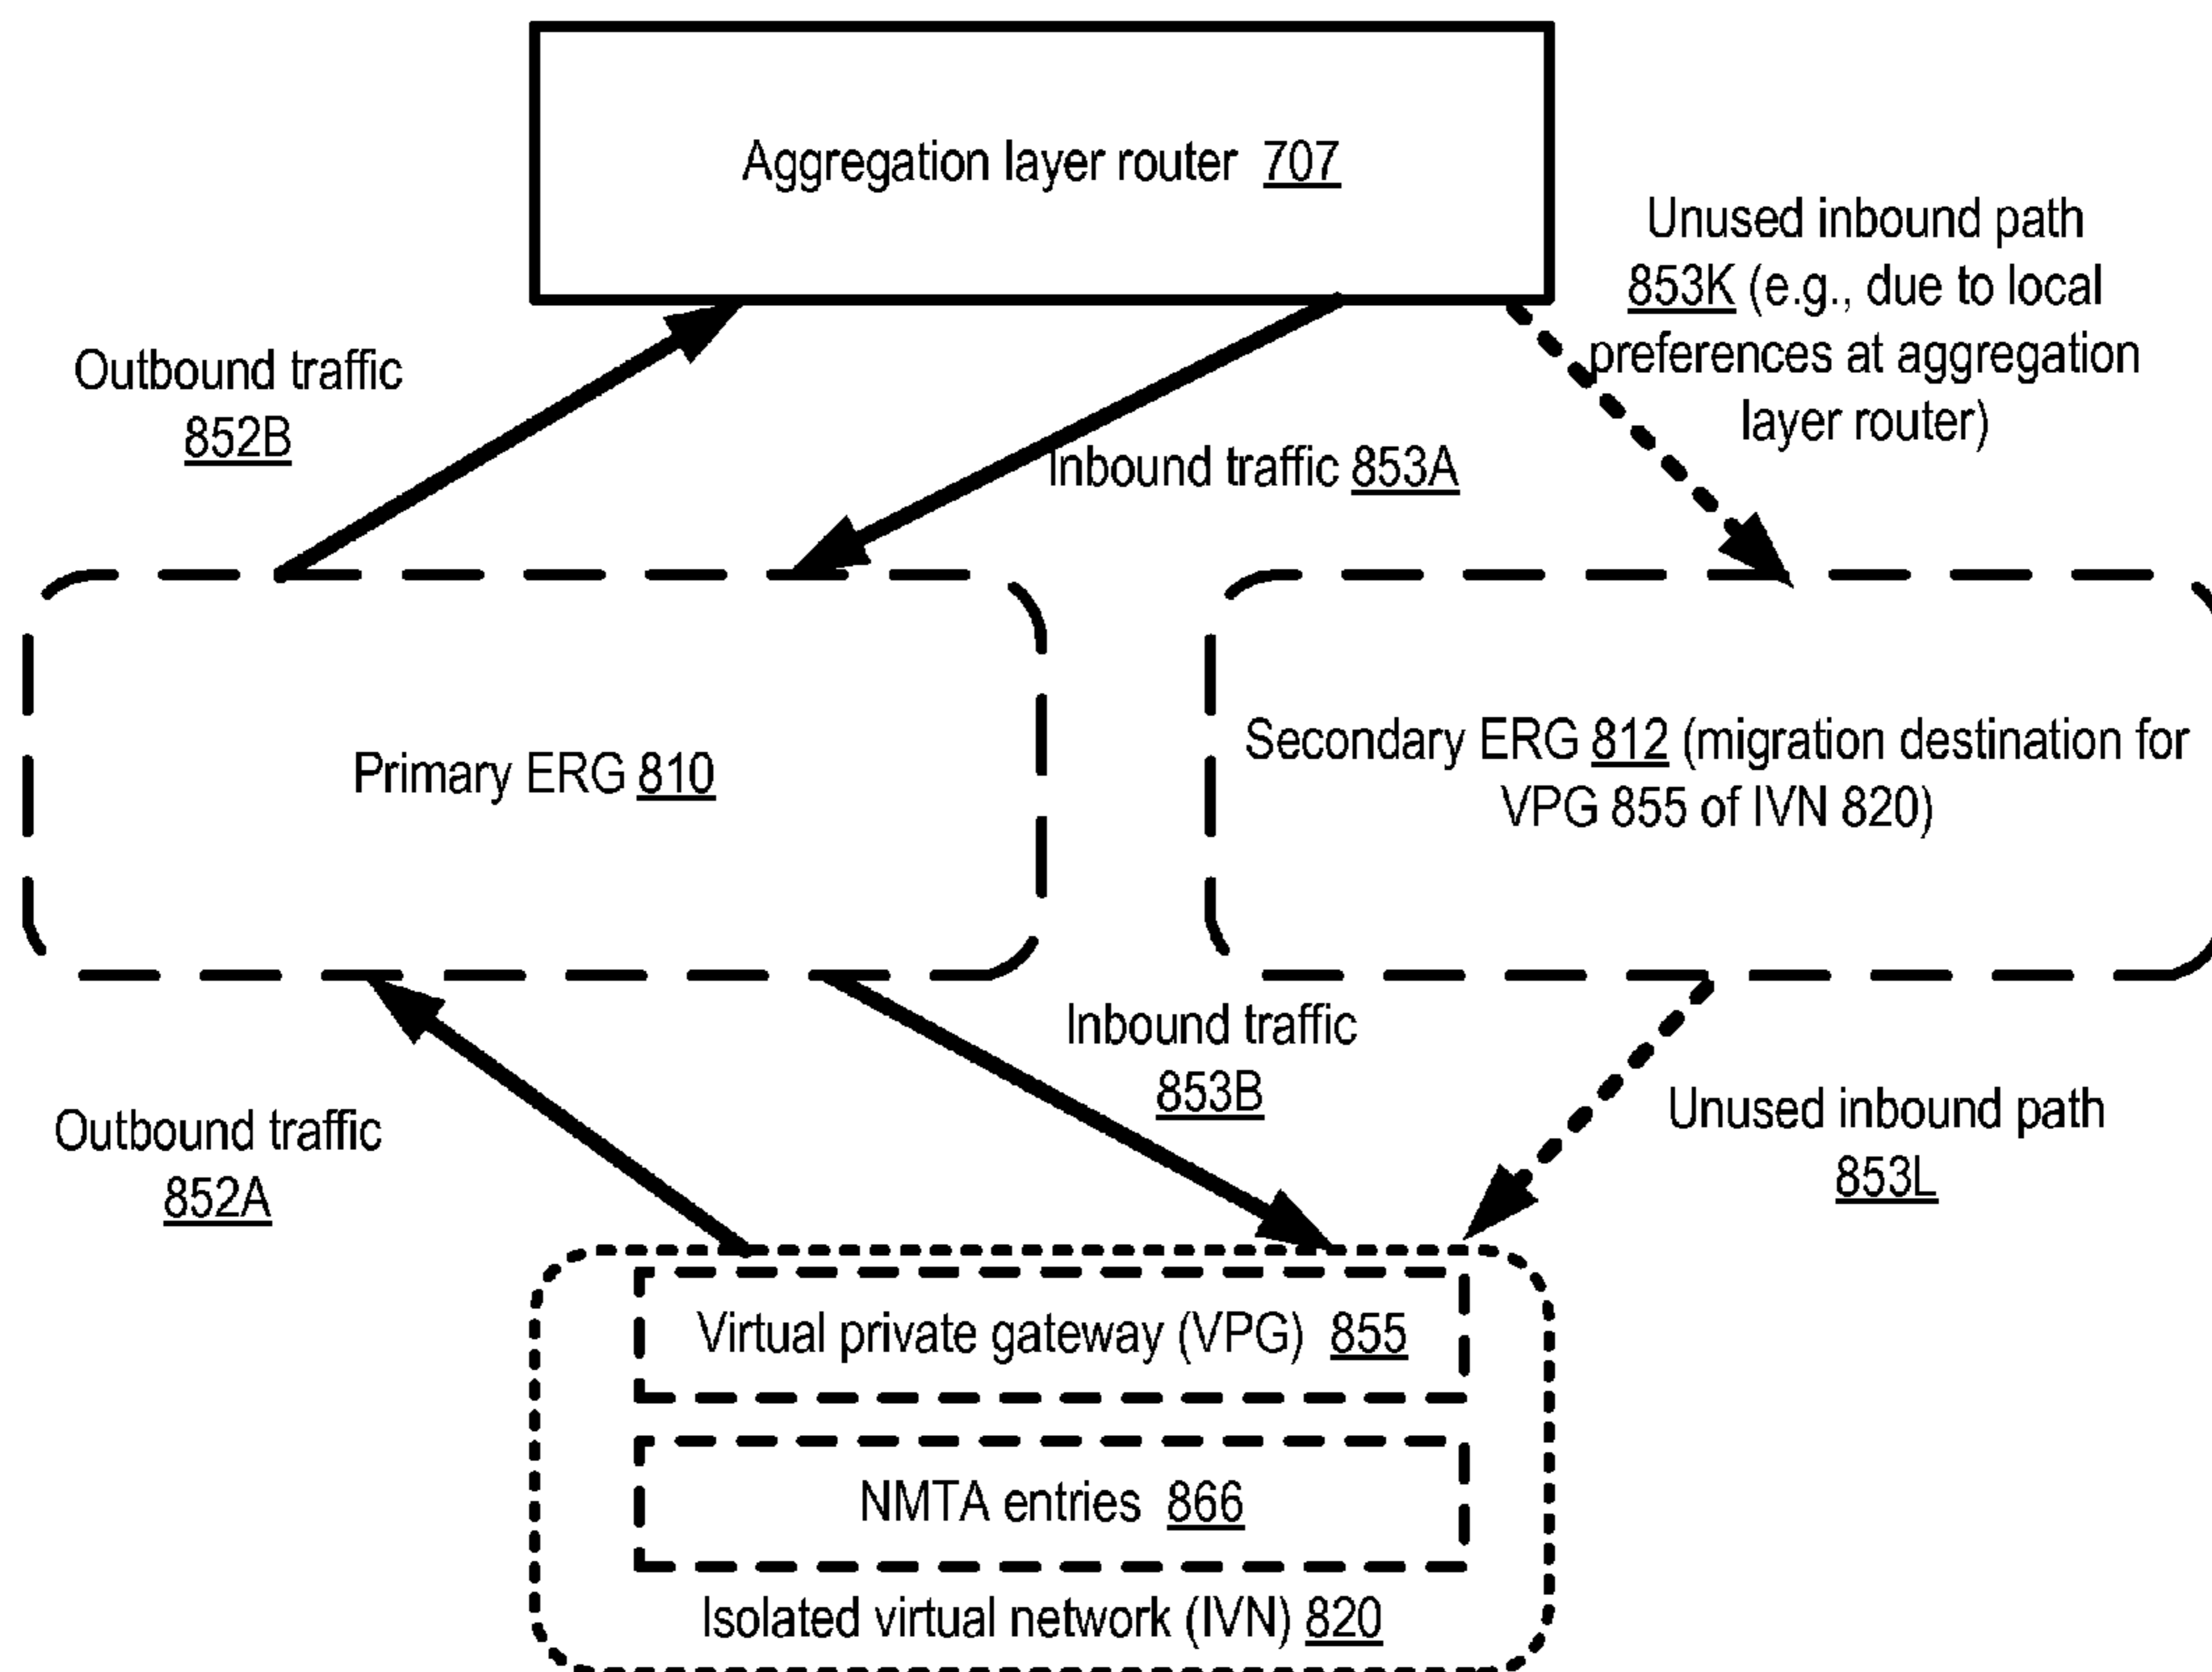 Aggregation layer router 707
Unused inbound path
853K (e.g., due to local
preferences at aggregation
layer router)
Outbound traffic
852B
Inbound traffic 853A
Primary ERG 810
Secondary ERG 812 (migration destination for
VPG 855 of IVN 820)
Inbound traffic
853B
Outbound traffic
852A
Unused inbound path
853L
Virtual private gateway (VPG) 855
NMTA entries 866
Isolated virtual network (IVN) 820